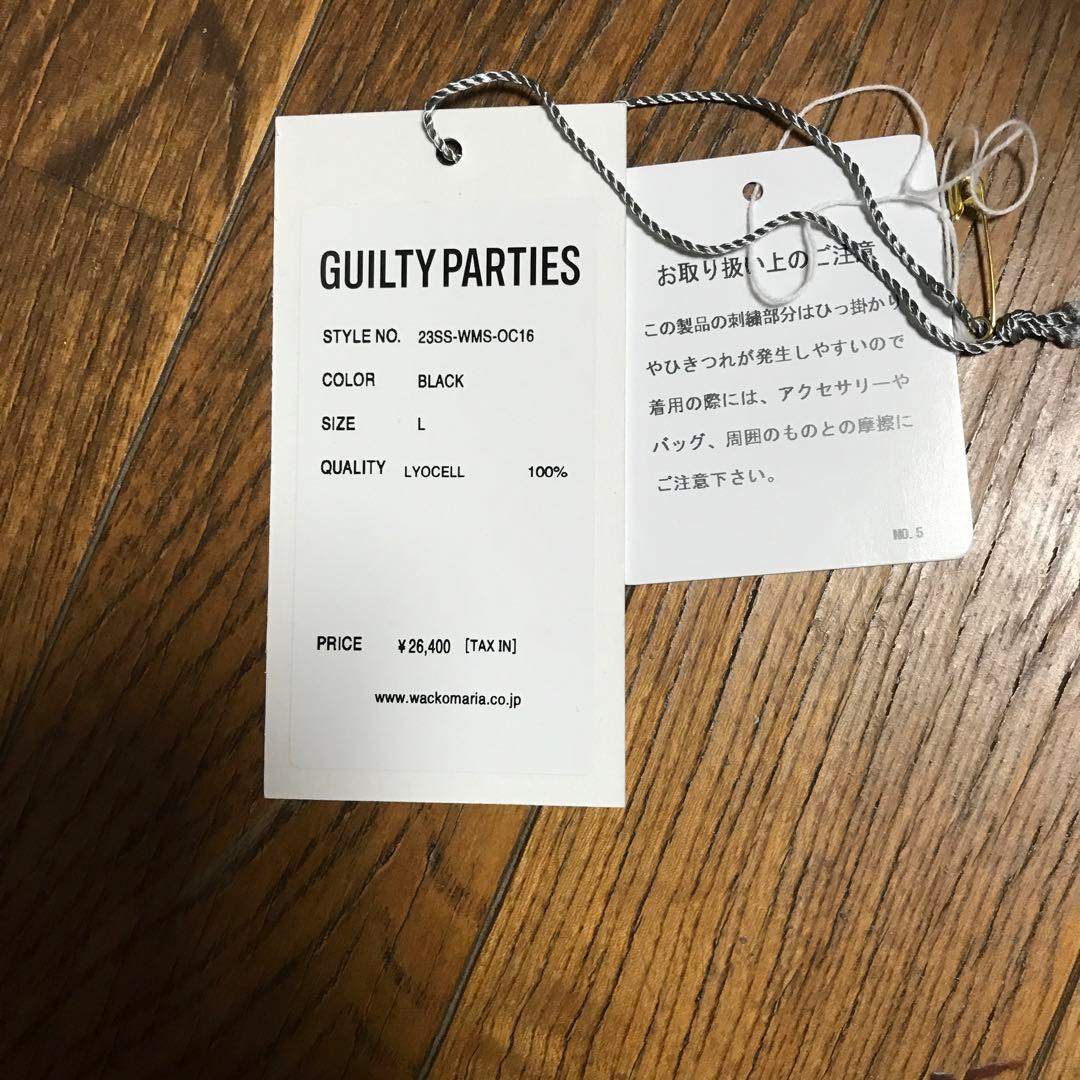 GUILTY PARTIES
STYLE NO. 23SS-WMS-OC16
COLOR BLACK
SIZE L
QUALITY LYOCELL 100%
PRICE ¥26,400 [TAX IN]
www.wackomaria.co.jp
お取り扱い上のご注意
この製品の刺繍部分はひっ掛かり
やひきつれが発生しやすいので
着用の際には、アクセサリーや
バッグ、周囲のものとの摩擦に
ご注意下さい。
NO.5